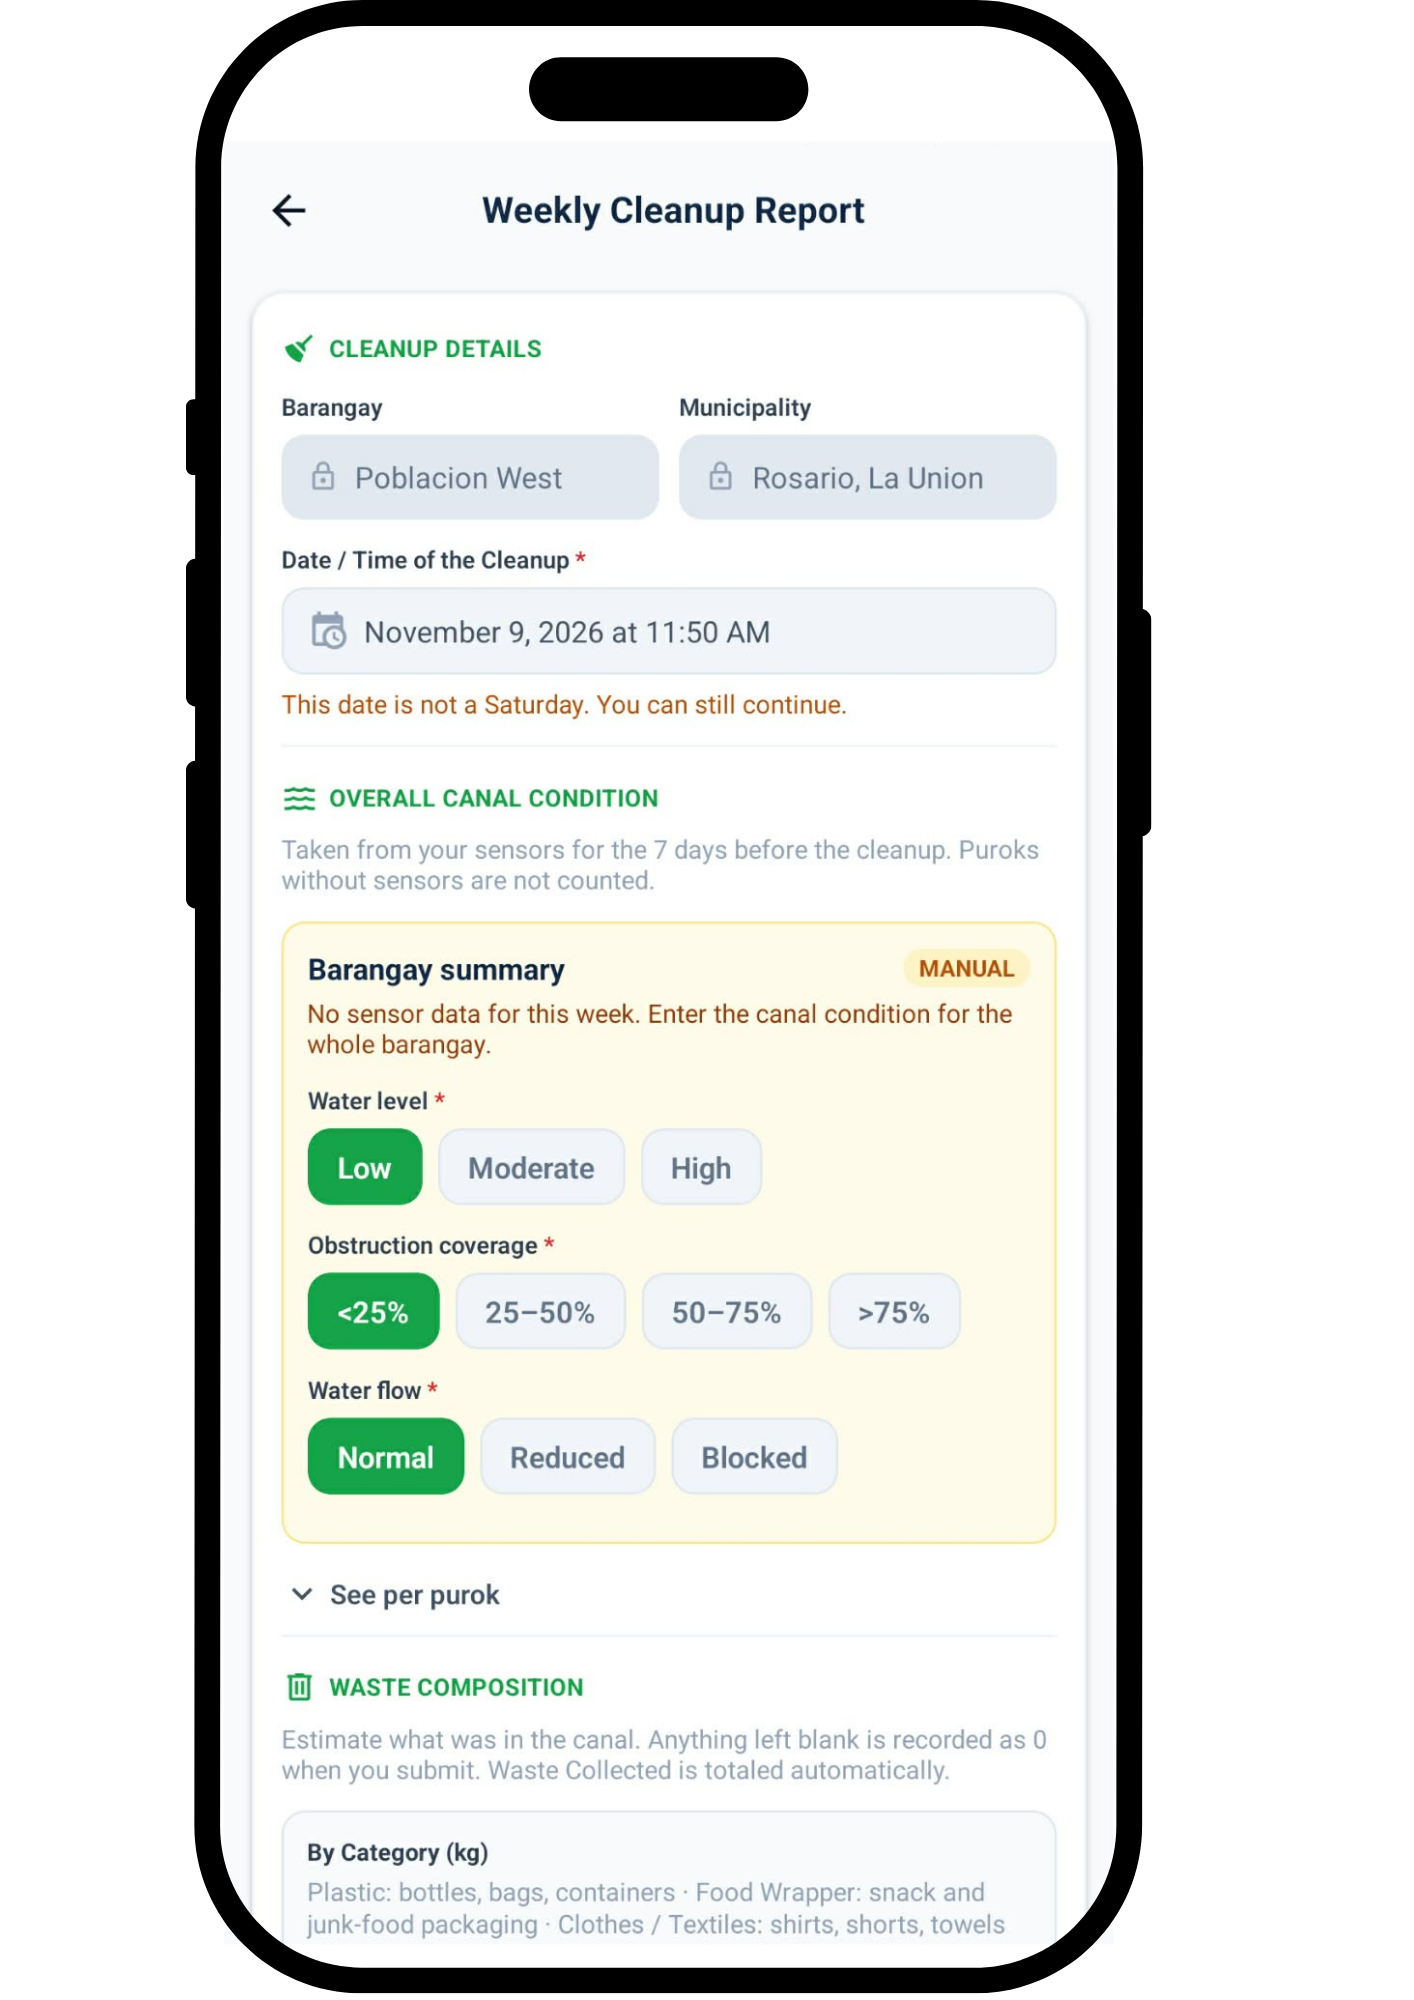 Weekly Cleanup Report
CLEANUP DETAILS
Barangay
Municipality
Poblacion West
Rosario, La Union
Date / Time of the Cleanup *
November 9, 2026 at 11:50 AM
This date is not a Saturday. You can still continue.
OVERALL CANAL CONDITION
Taken from your sensors for the 7 days before the cleanup. Puroks
without sensors are not counted.
Barangay summary
MANUAL
No sensor data for this week. Enter the canal condition for the
whole barangay.
Water level *
Low
Moderate
High
Obstruction coverage *
<25%
25–50%
50–75%
>75%
Water flow *
Normal
Reduced
Blocked
See per purok
WASTE COMPOSITION
Estimate what was in the canal. Anything left blank is recorded as 0
when you submit. Waste Collected is totaled automatically.
By Category (kg)
Plastic: bottles, bags, containers · Food Wrapper: snack and
junk-food packaging · Clothes / Textiles: shirts, shorts, towels